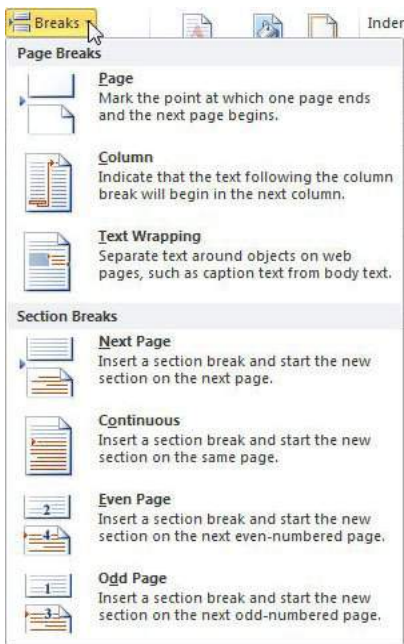 Breaks
Inden
Page Breaks
Page
Mark the point at which one page ends
and the next page begins.
Column
Indicate that the text following the column
break will begin in the next column.
Text Wrapping
Separate text around objects on web
pages, such as caption text from body text.
Section Breaks
Next Page
Insert a section break and start the new
section on the next page.
Continuous
Insert a section break and start the new
section on the same page.
2
4
Even Page
Insert a section break and start the new
section on the next even-numbered page.
1
3
Odd Page
Insert a section break and start the new
section on the next odd-numbered page.